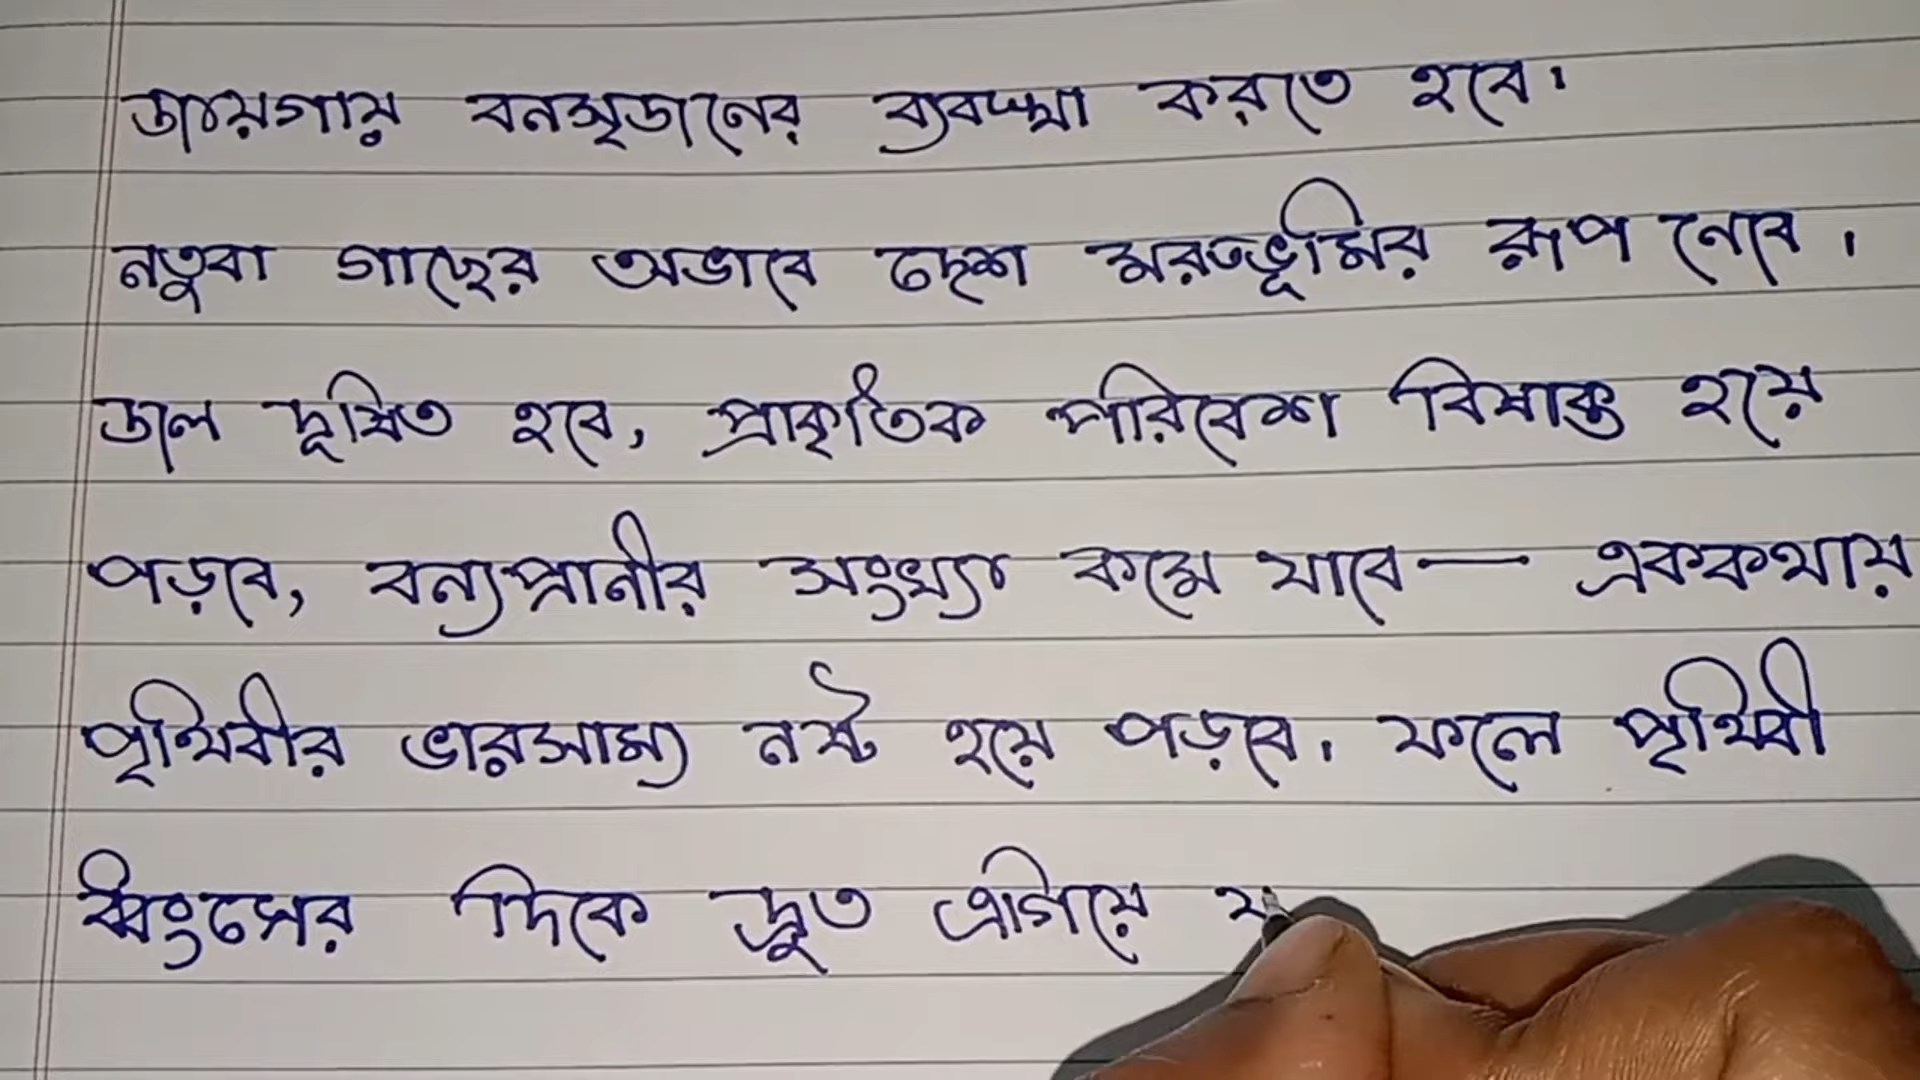 জায়গায় বনসৃজনের ব্যবস্থা করতে হবে।
নতুবা গাছের অভাবে দেশ মরুভূমির রূপ নেবে।
জল দূষিত হবে, প্রাকৃতিক পরিবেশ বিষাক্ত হয়ে
পড়বে, বন্যপ্রানীর সংখ্যা কমে যাবে — এককথায়
পৃথিবীর ভারসাম্য নষ্ট হয়ে পড়বে। ফলে পৃথিবী
ধ্বংসের দিকে দ্রুত এগিয়ে য